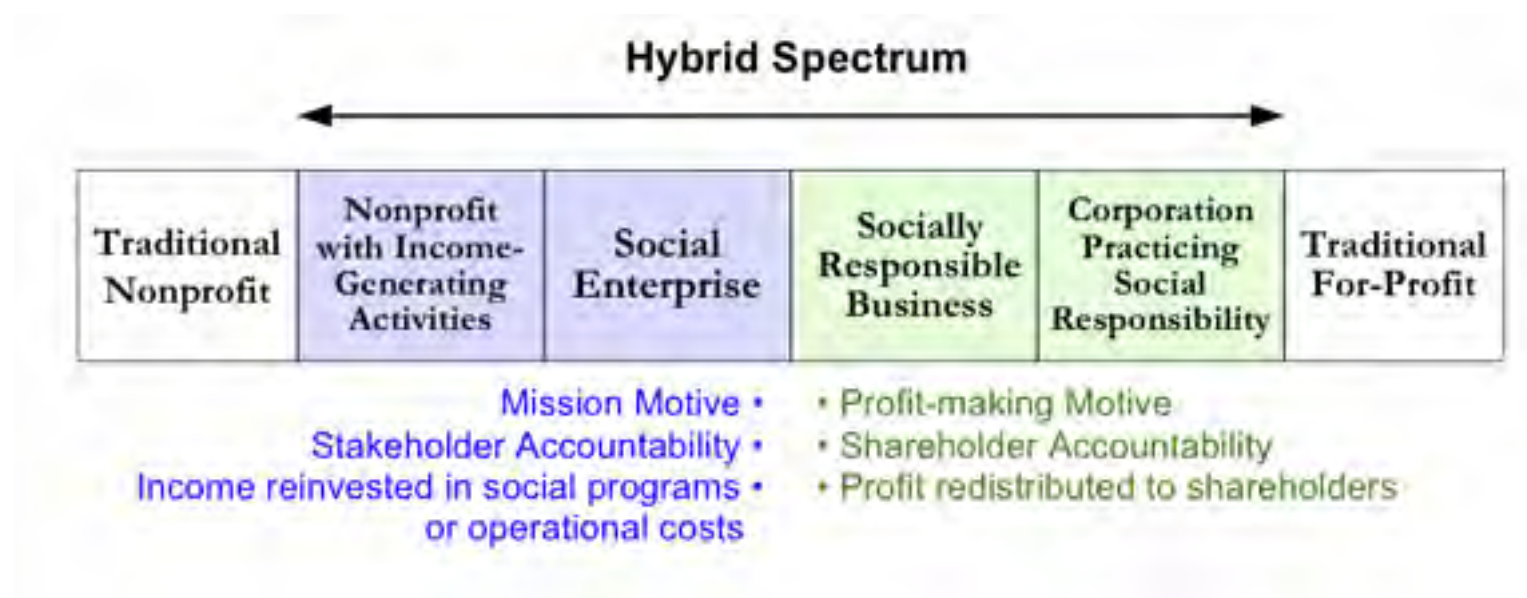 Hybrid Spectrum
Traditional
Nonprofit
Nonprofit
with Income-
Generating
Activities
Social
Enterprise
Socially
Responsible
Business
Corporation
Practicing
Social
Responsibility
Traditional
For-Profit
Mission Motive •
Stakeholder Accountability •
Income reinvested in social programs •
or operational costs
• Profit-making Motive
• Shareholder Accountability
• Profit redistributed to shareholders